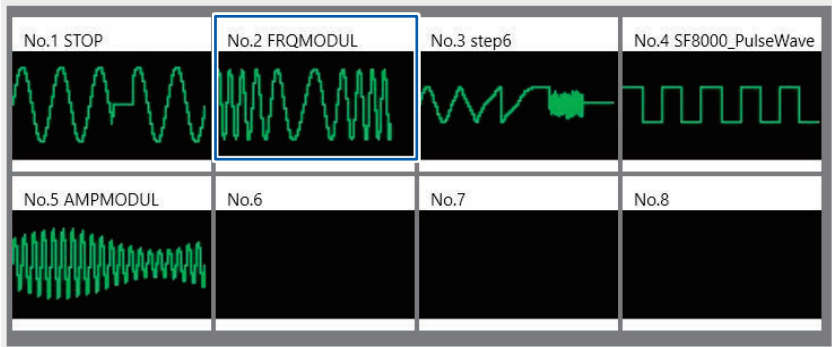 No.1 STOP
No.2 FRQMODUL
No.3 step6
No.4 SF8000_PulseWave
No.5 AMPMODUL
No.6
No.7
No.8